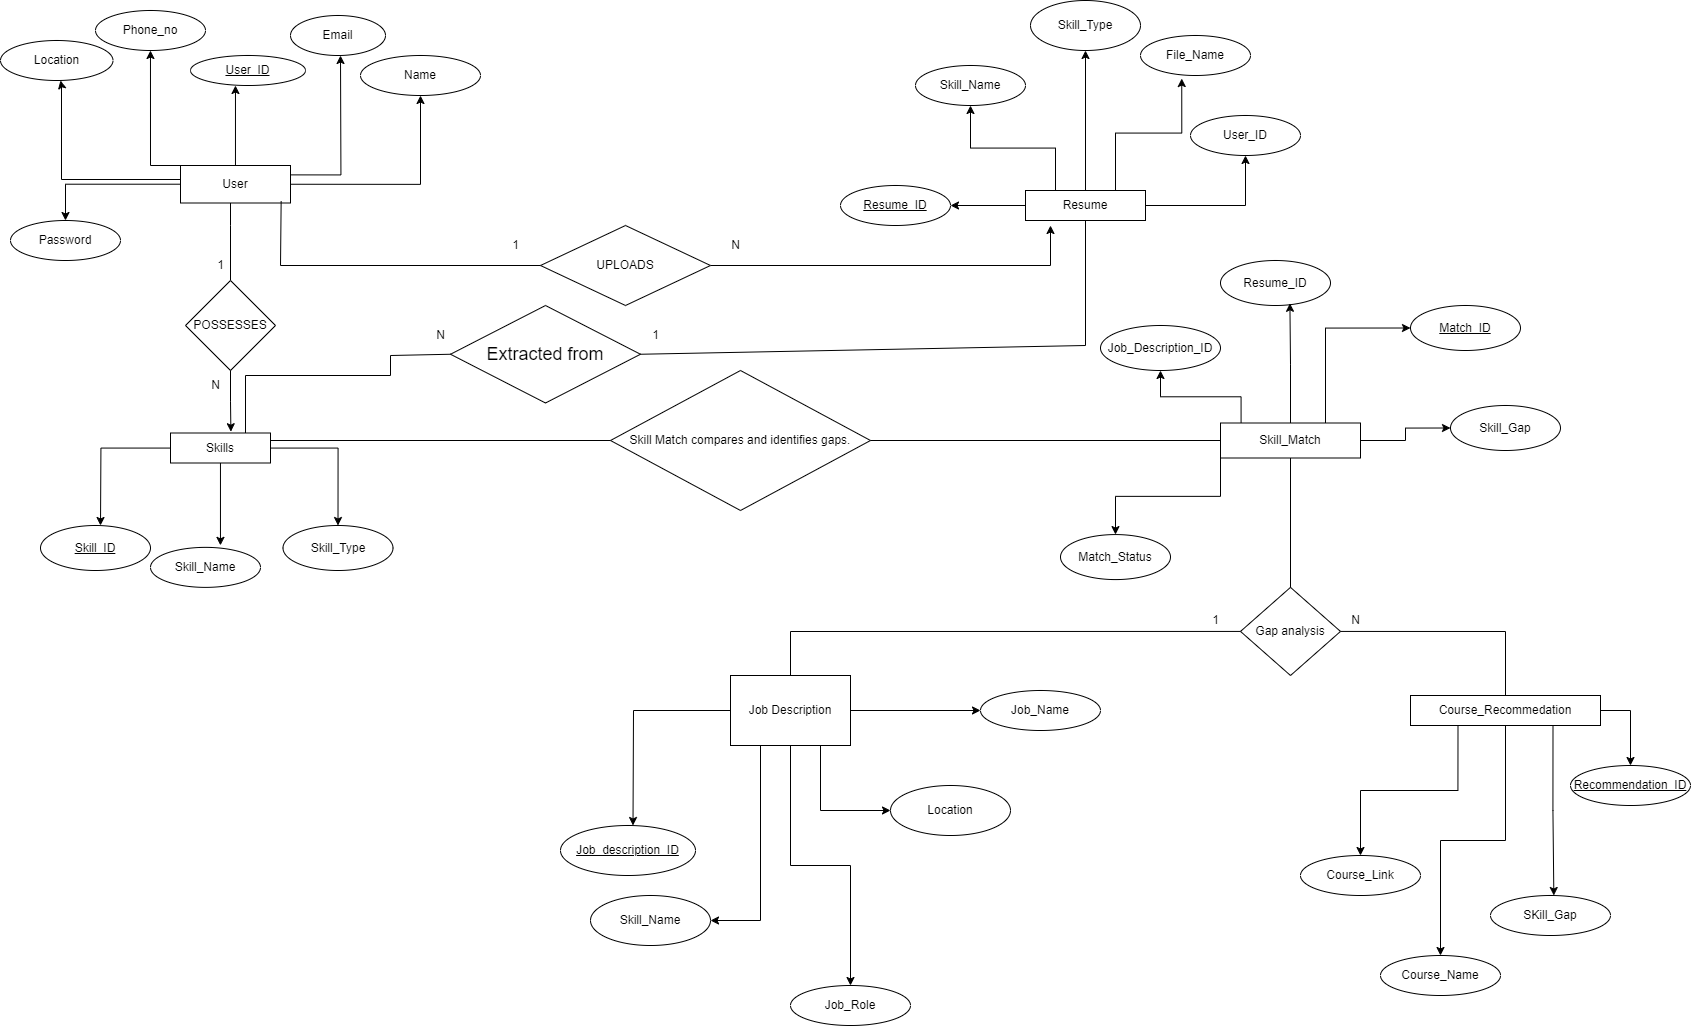 Phone_no
Email
Location
User_ID
Name
User
Password
Skill_Type
File_Name
Skill_Name
User_ID
Resume_ID
Resume
1
UPLOADS
N
1
POSSESSES
N
N
Extracted from
1
Resume_ID
Match_ID
Job_Description_ID
Skill_Gap
Skills
Skill Match compares and identifies gaps.
Skill_Match
Skill_ID
Skill_Name
Skill_Type
Match_Status
1
Gap analysis
N
Job Description
Job_Name
Course_Recommedation
Recommendation_ID
Location
Job_description_ID
Course_Link
Skill_Name
SKill_Gap
Course_Name
Job_Role